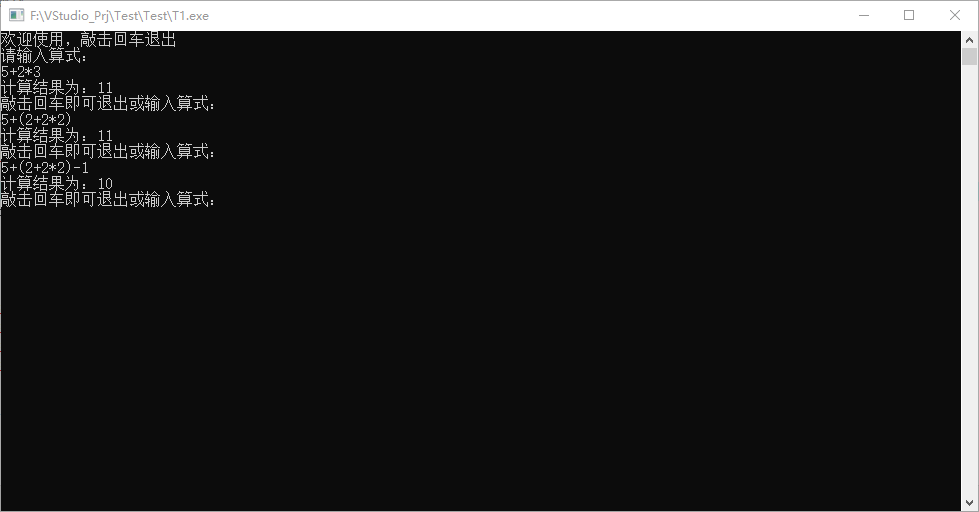 F:\VStudio_Prj\Test\Test\T1.exe
欢迎使用，敲击回车退出
请输入算式：
5+2*3
计算结果为：11
敲击回车即可退出或输入算式：
5+(2+2*2)
计算结果为：11
敲击回车即可退出或输入算式：
5+(2+2*2)-1
计算结果为：10
敲击回车即可退出或输入算式：